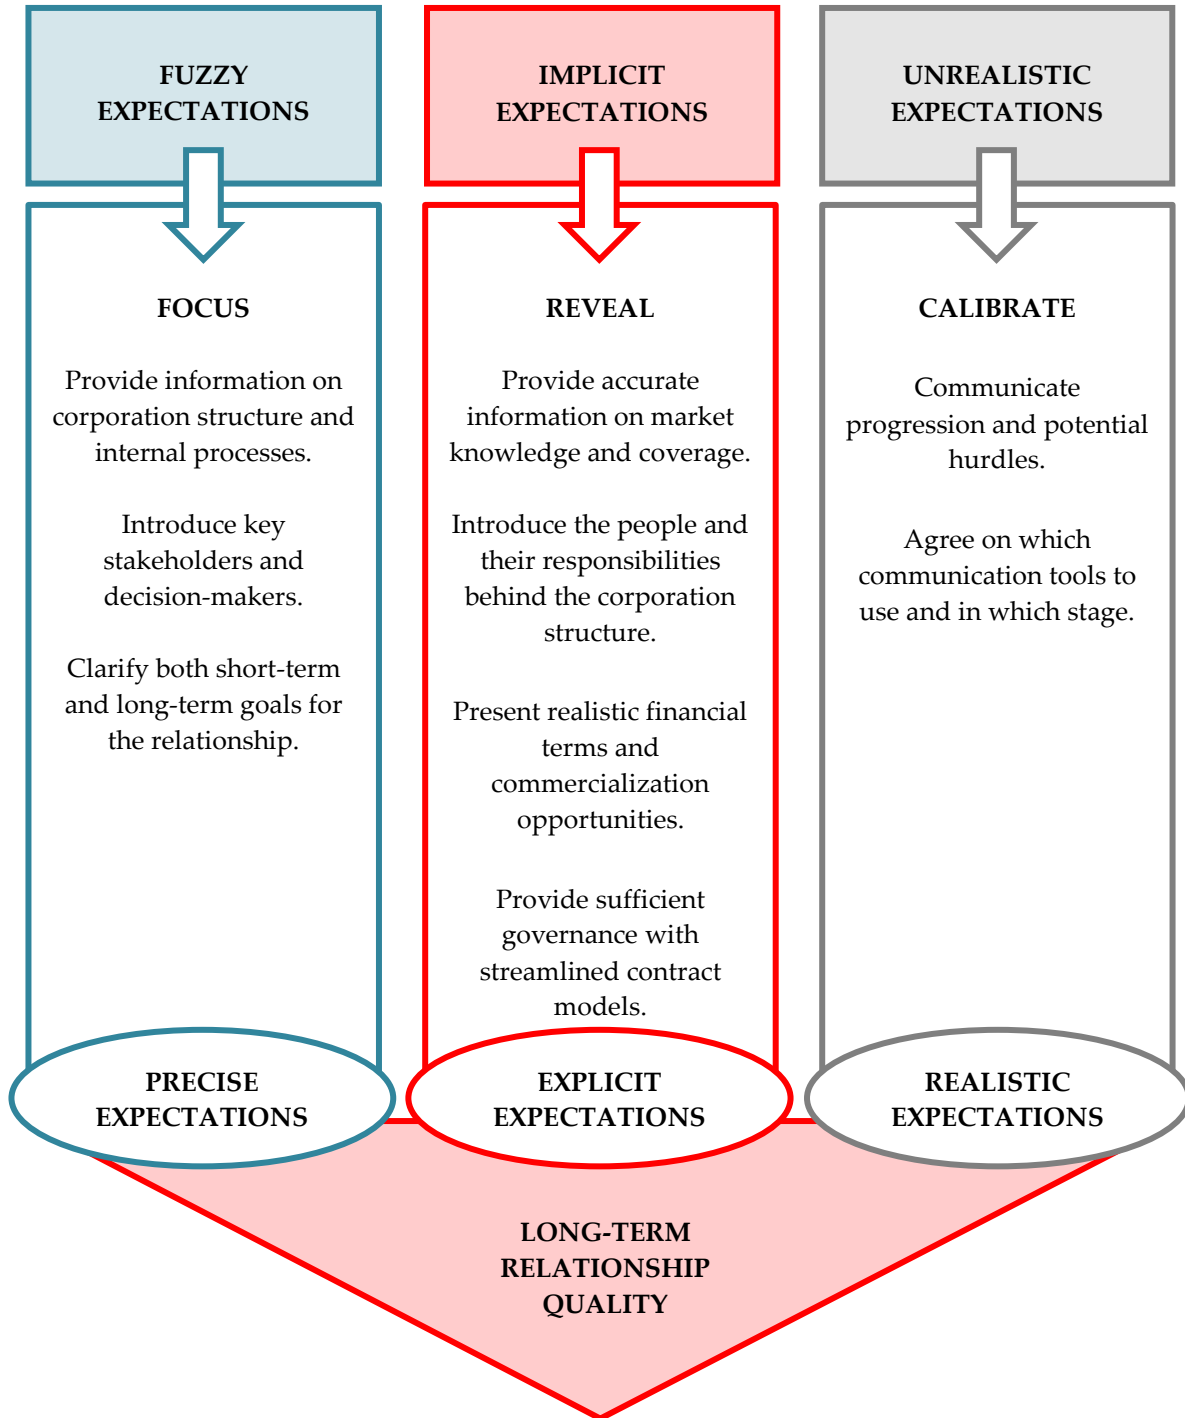 FUZZY
EXPECTATIONS
FOCUS
Provide information on
corporation structure and
internal processes.
Introduce key
stakeholders and
decision-makers.
Clarify both short-term
and long-term goals for
the relationship.
PRECISE
EXPECTATIONS
IMPLICIT
EXPECTATIONS
REVEAL
Provide accurate
information on market
knowledge and coverage.
Introduce the people and
their responsibilities
behind the corporation
structure.
Present realistic financial
terms and
commercialization
opportunities.
Provide sufficient
governance with
streamlined contract
models.
EXPLICIT
EXPECTATIONS
UNREALISTIC
EXPECTATIONS
CALIBRATE
Communicate
progression and potential
hurdles.
Agree on which
communication tools to
use and in which stage.
REALISTIC
EXPECTATIONS
LONG-TERM
RELATIONSHIP
QUALITY